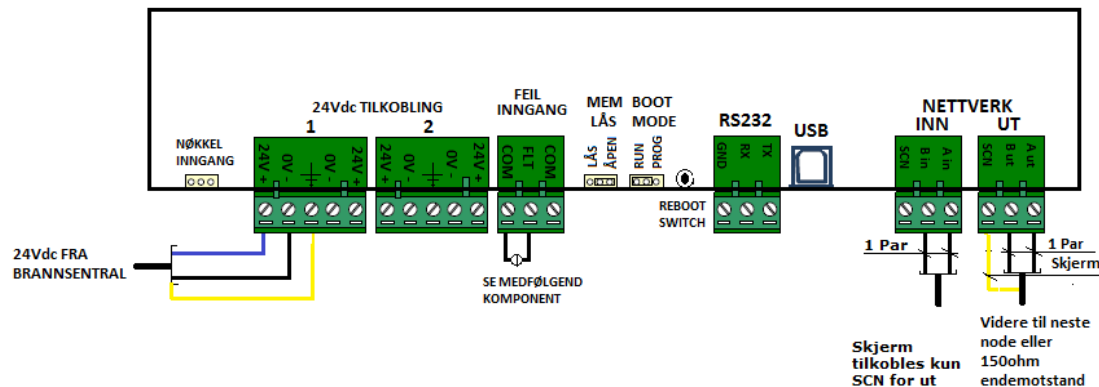 24Vdc TILKOBLING
1
2
FEIL
INNGANG
MEM
LÅS
BOOT
MODE
RS232
USB
NETTVERK
INN
UT
NØKKEL
INNGANG
24V +
0V -
0V -
24V +
24V +
0V -
0V -
24V +
COM
FLT
COM
LÅS
ÅPEN
RUN
PROG
GND
RX
TX
SCN
B in
A in
SCN
B ut
A ut
REBOOT
SWITCH
24Vdc FRA
BRANNSENTRAL
SE MEDFØLGEND
KOMPONENT
1 Par
1 Par
Skjerm
Skjerm
tilkobles kun
SCN for ut
Videre til neste
node eller
150ohm
endemotstand